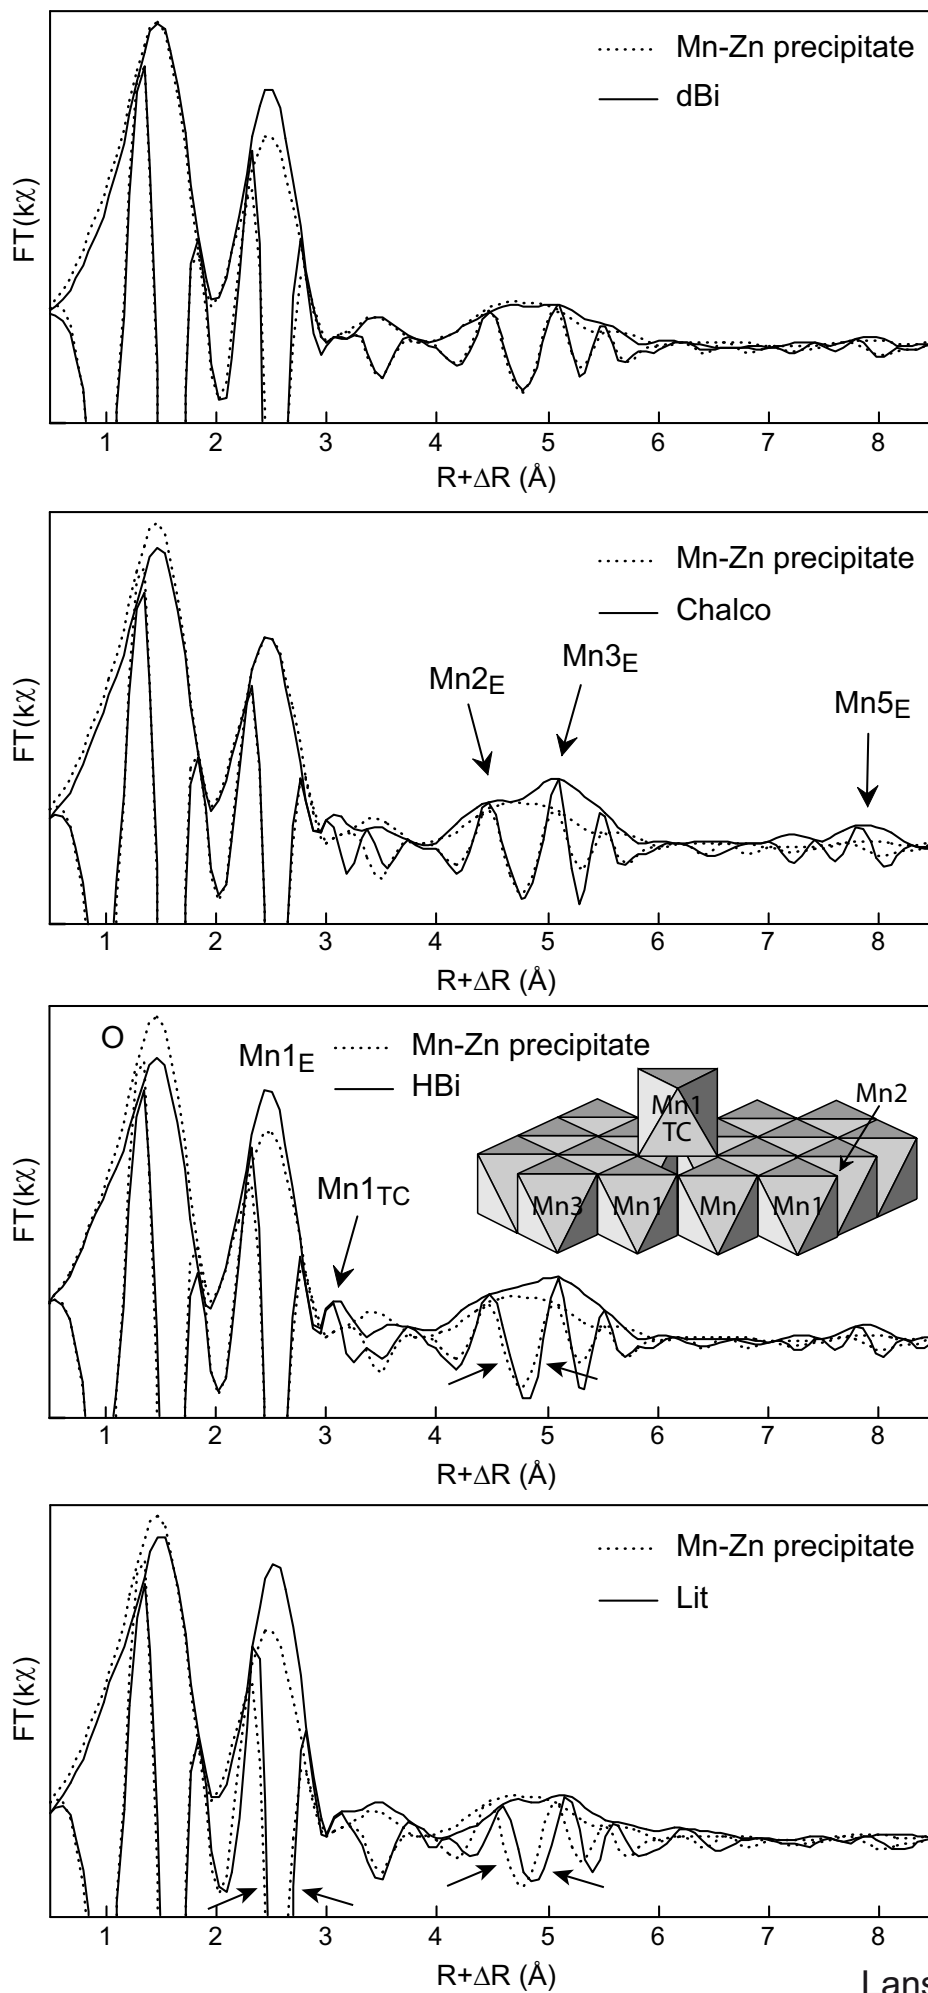 Mn-Zn precipitate
dBi
FT(kχ)
1 2 3 4 5 6 7 8
R+ΔR (Å)
Mn-Zn precipitate
Chalco
Mn2E
Mn3E
Mn5E
FT(kχ)
1 2 3 4 5 6 7 8
R+ΔR (Å)
O
Mn1E
Mn-Zn precipitate
HBi
Mn1TC
Mn1
TC
Mn2
Mn3 Mn1 Mn Mn1
FT(kχ)
1 2 3 4 5 6 7 8
R+ΔR (Å)
Mn-Zn precipitate
Lit
FT(kχ)
1 2 3 4 5 6 7 8
R+ΔR (Å)
Lans